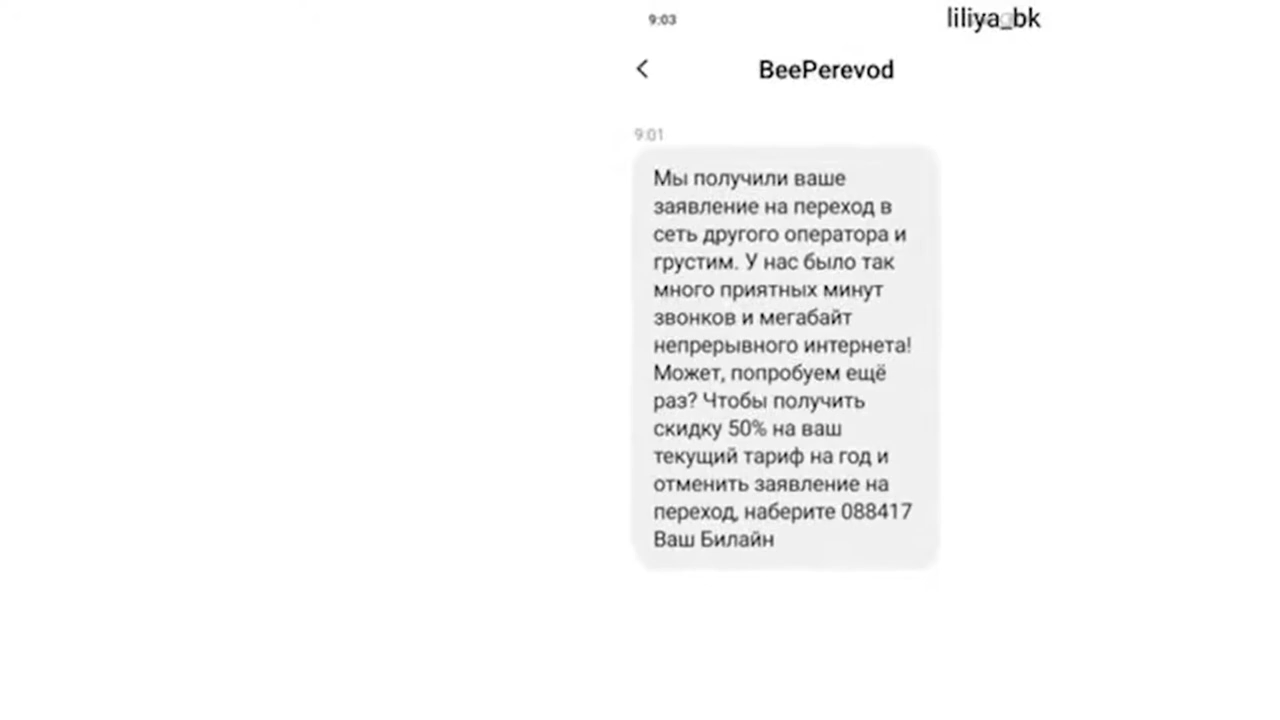 9:03
liliya_bk
BeePerevod
9:01
Мы получили ваше
заявление на переход в
сеть другого оператора и
грустим. У нас было так
много приятных минут
звонков и мегабайт
непрерывного интернета!
Может, попробуем ещё
раз? Чтобы получить
скидку 50% на ваш
текущий тариф на год и
отменить заявление на
переход, наберите 088417
Ваш Билайн